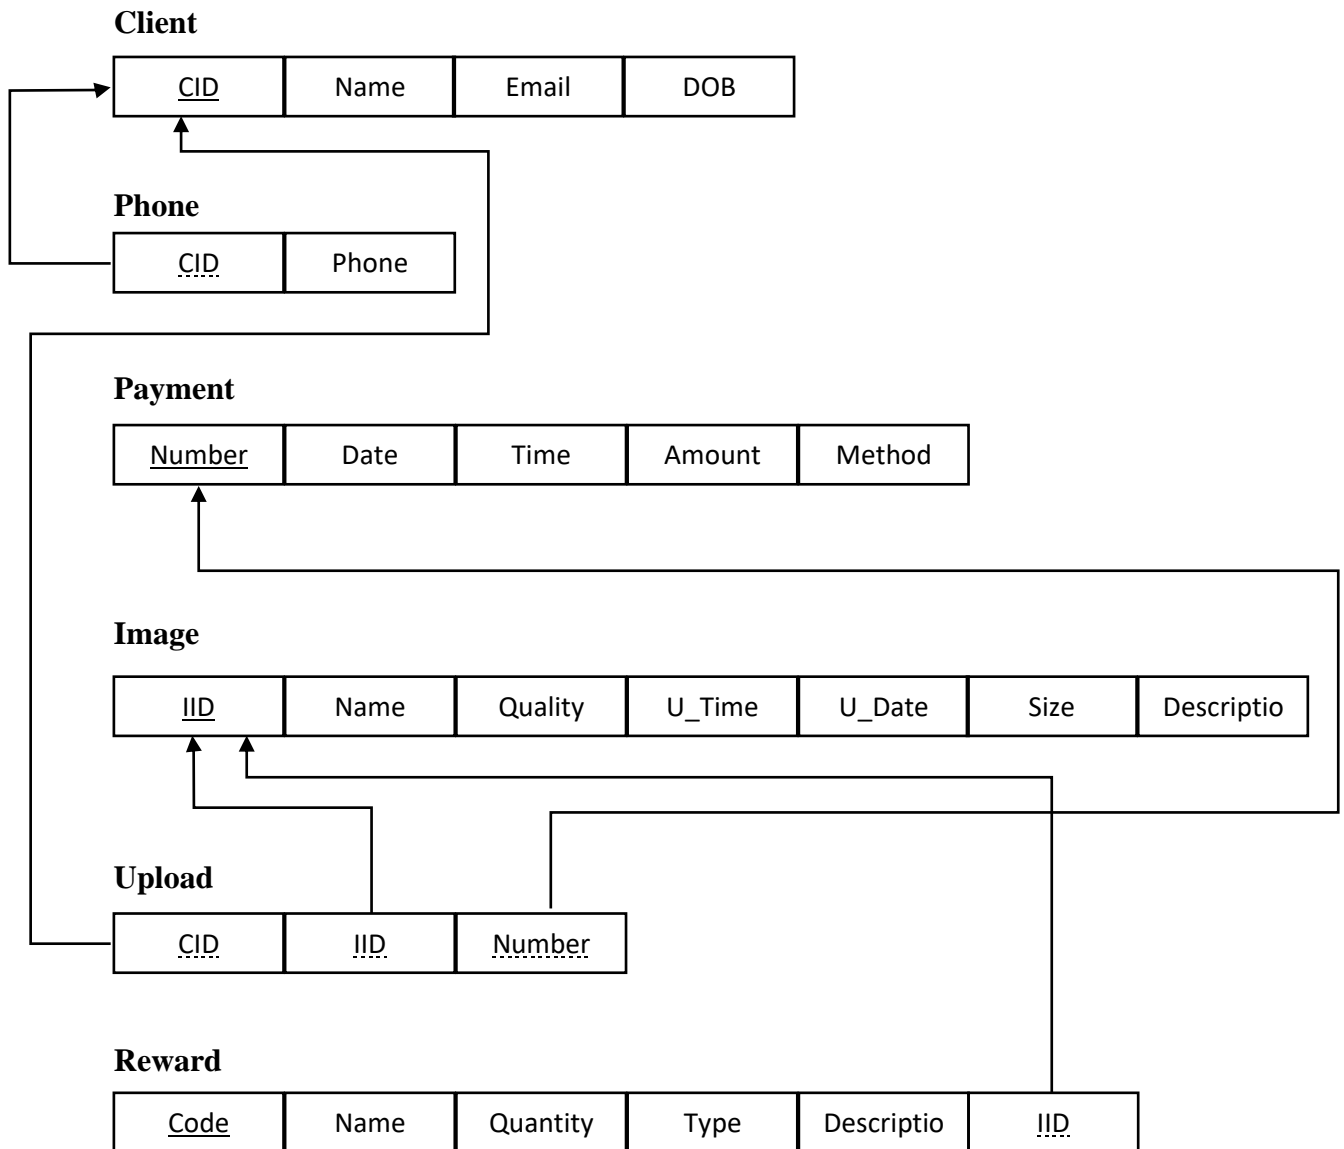 Client
CID Name Email DOB
Phone
CID Phone
Payment
Number Date Time Amount Method
Image
IID Name Quality U_Time U_Date Size Descriptio
Upload
CID IID Number
Reward
Code Name Quantity Type Descriptio IID